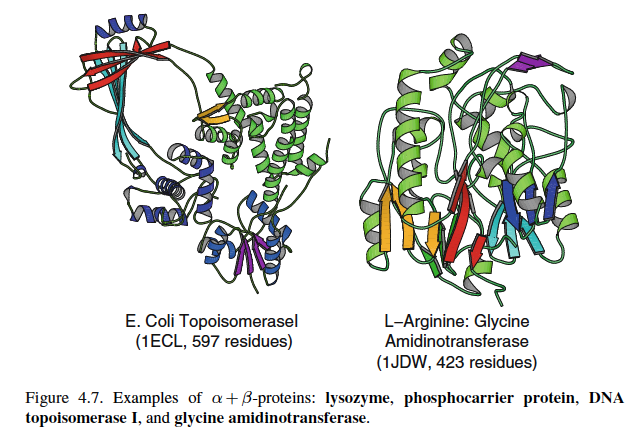 E. Coli TopoisomeraseI
(1ECL, 597 residues)
L–Arginine: Glycine
Amidinotransferase
(1JDW, 423 residues)
Figure 4.7. Examples of α+β-proteins: lysozyme, phosphocarrier protein, DNA
topoisomerase I, and glycine amidinotransferase.